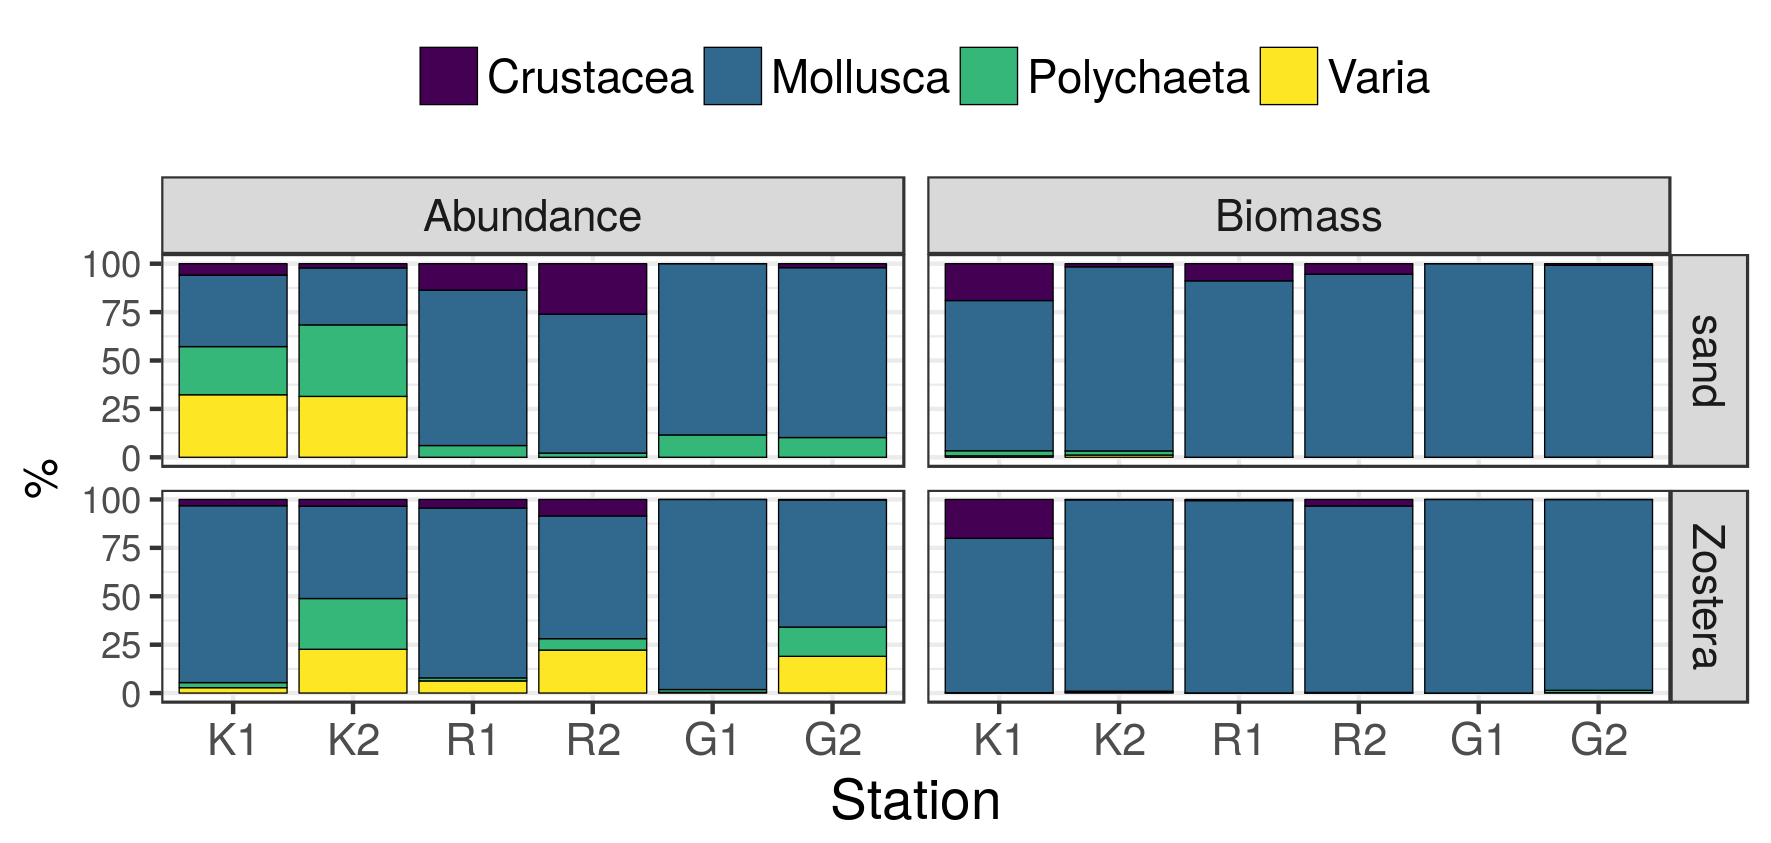 Crustacea Mollusca Polychaeta Varia
Abundance Biomass
100
75
50
25
0
sand
%
100
75
50
25
0
Zostera
K1 K2 R1 R2 G1 G2 K1 K2 R1 R2 G1 G2
Station